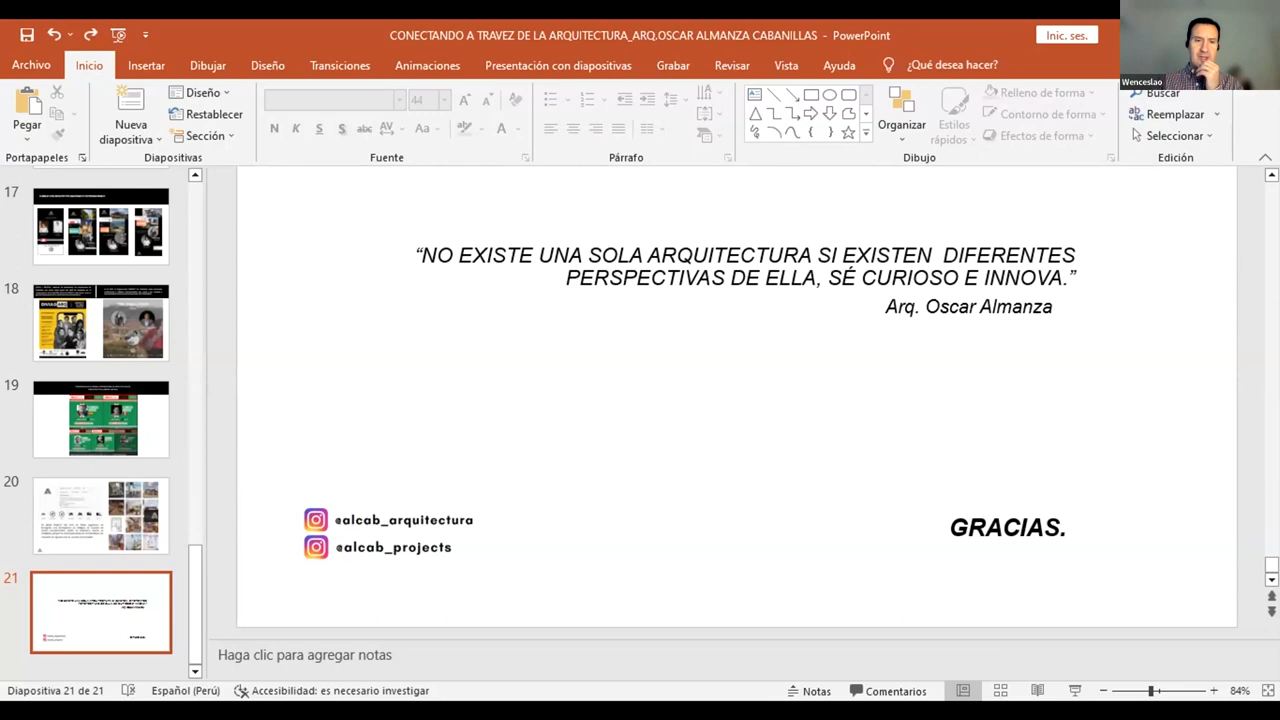 CONECTANDO A TRAVEZ DE LA ARQUITECTURA_ARQ.OSCAR ALMANZA CABANILLAS - PowerPoint
Inic. ses.
Wenceslao
Archivo Inicio Insertar Dibujar Diseño Transiciones Animaciones Presentación con diapositivas Grabar Revisar Vista Ayuda ¿Qué desea hacer?
Pegar
Nueva diapositiva
Diseño
Restablecer
Sección
44
N K S S abc AV Aa A
Organizar
Estilos rápidos
Relleno de forma
Contorno de forma
Efectos de forma
Buscar
Reemplazar
Seleccionar
Portapapeles Diapositivas Fuente Párrafo Dibujo Edición
17
18
19
20
21
“NO EXISTE UNA SOLA ARQUITECTURA SI EXISTEN DIFERENTES
PERSPECTIVAS DE ELLA, SÉ CURIOSO E INNOVA.”
Arq. Oscar Almanza
@alcab_arquitectura
@alcab_projects
GRACIAS.
Haga clic para agregar notas
Diapositiva 21 de 21 Español (Perú) Accesibilidad: es necesario investigar Notas Comentarios 84%